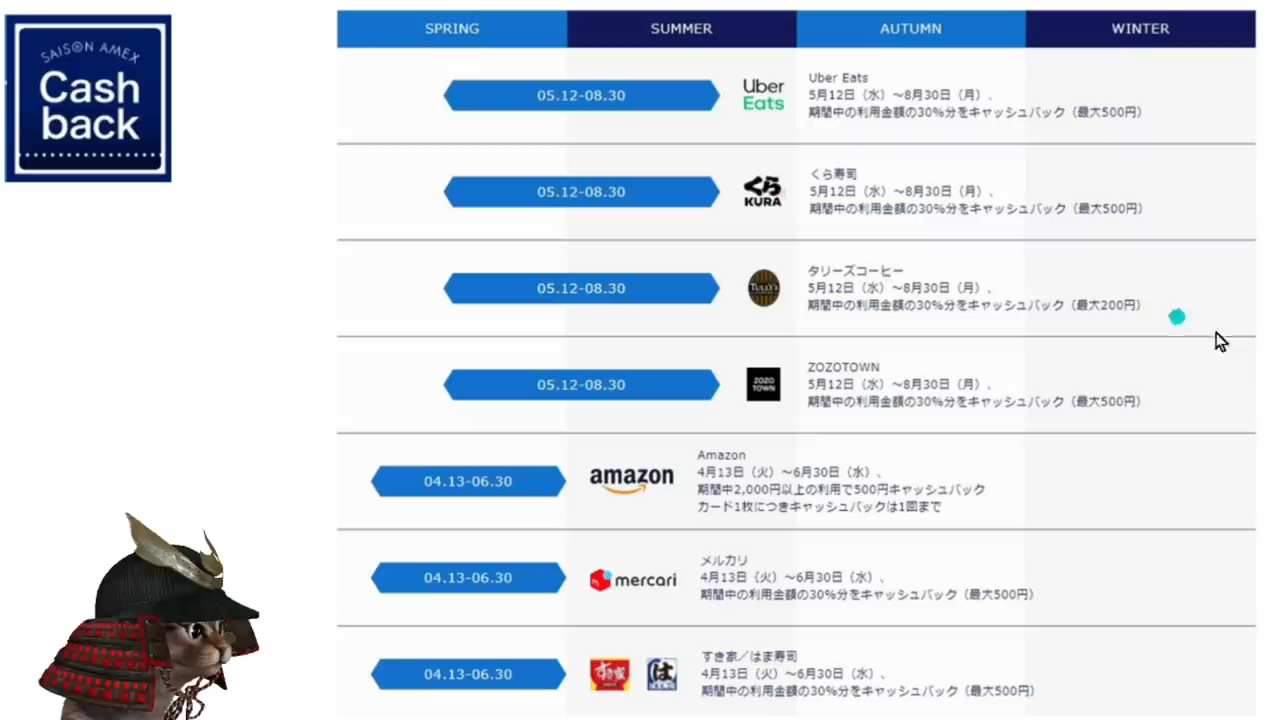 SAISON AMEX
Cash
back
SPRING
SUMMER
AUTUMN
WINTER
05.12-08.30
Uber
Eats
Uber Eats
5月12日（水）～8月30日（月）、
期間中の利用金額の30%分をキャッシュバック（最大500円）
05.12-08.30
くら
KURA
くら寿司
5月12日（水）～8月30日（月）、
期間中の利用金額の30%分をキャッシュバック（最大500円）
05.12-08.30
TULLY'S
タリーズコーヒー
5月12日（水）～8月30日（月）、
期間中の利用金額の30%分をキャッシュバック（最大200円）
05.12-08.30
ZOZO
TOWN
ZOZOTOWN
5月12日（水）～8月30日（月）、
期間中の利用金額の30%分をキャッシュバック（最大500円）
04.13-06.30
amazon
Amazon
4月13日（火）～6月30日（水）、
期間中2,000円以上の利用で500円キャッシュバック
カード1枚につきキャッシュバックは1回まで
04.13-06.30
mercari
メルカリ
4月13日（火）～6月30日（水）、
期間中の利用金額の30%分をキャッシュバック（最大500円）
04.13-06.30
すき家
は
すき家／はま寿司
4月13日（火）～6月30日（水）、
期間中の利用金額の30%分をキャッシュバック（最大500円）